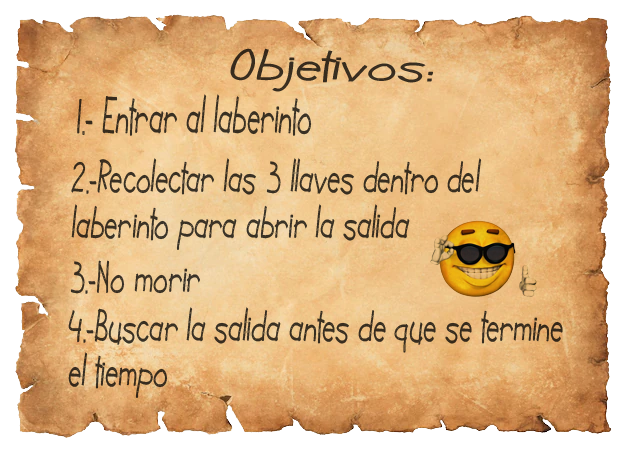 Objetivos:
1.- Entrar al laberinto
2.-Recolectar las 3 llaves dentro del
laberinto para abrir la salida
3.-No morir
4.-Buscar la salida antes de que se termine
el tiempo